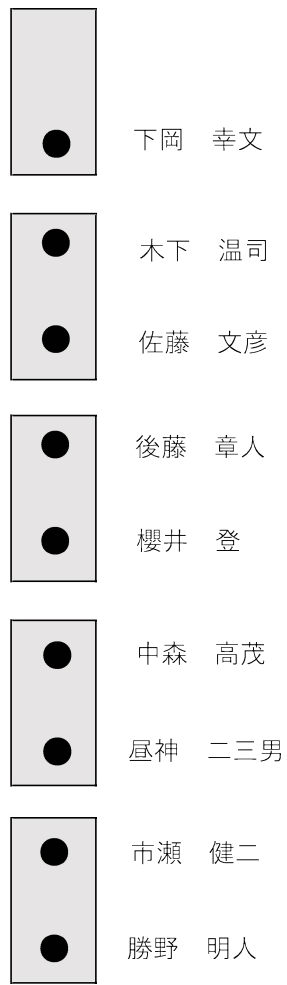 下岡　幸文
木下　温司
佐藤　文彦
後藤　章人
櫻井　登
中森　高茂
昼神　二三男
市瀬　健二
勝野　明人